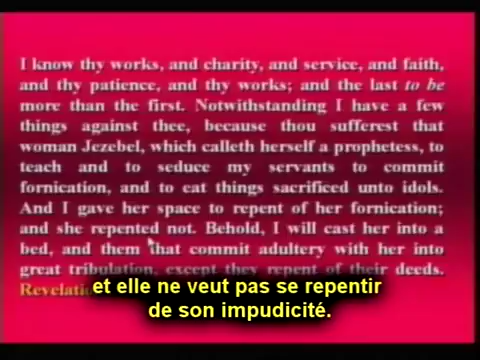 I know thy works, and charity, and service, and faith,
and thy patience, and thy works; and the last to be
more than the first. Notwithstanding I have a few
things against thee, because thou sufferest that
woman Jezebel, which calleth herself a prophetess, to
teach and to seduce my servants to commit
fornication, and to eat things sacrificed unto idols.
And I gave her space to repent of her fornication;
and she repented not. Behold, I will cast her into a
bed, and them that commit adultery with her into
great tribulation, except they repent of their deeds.
et elle ne veut pas se repentir
de son impudicité.